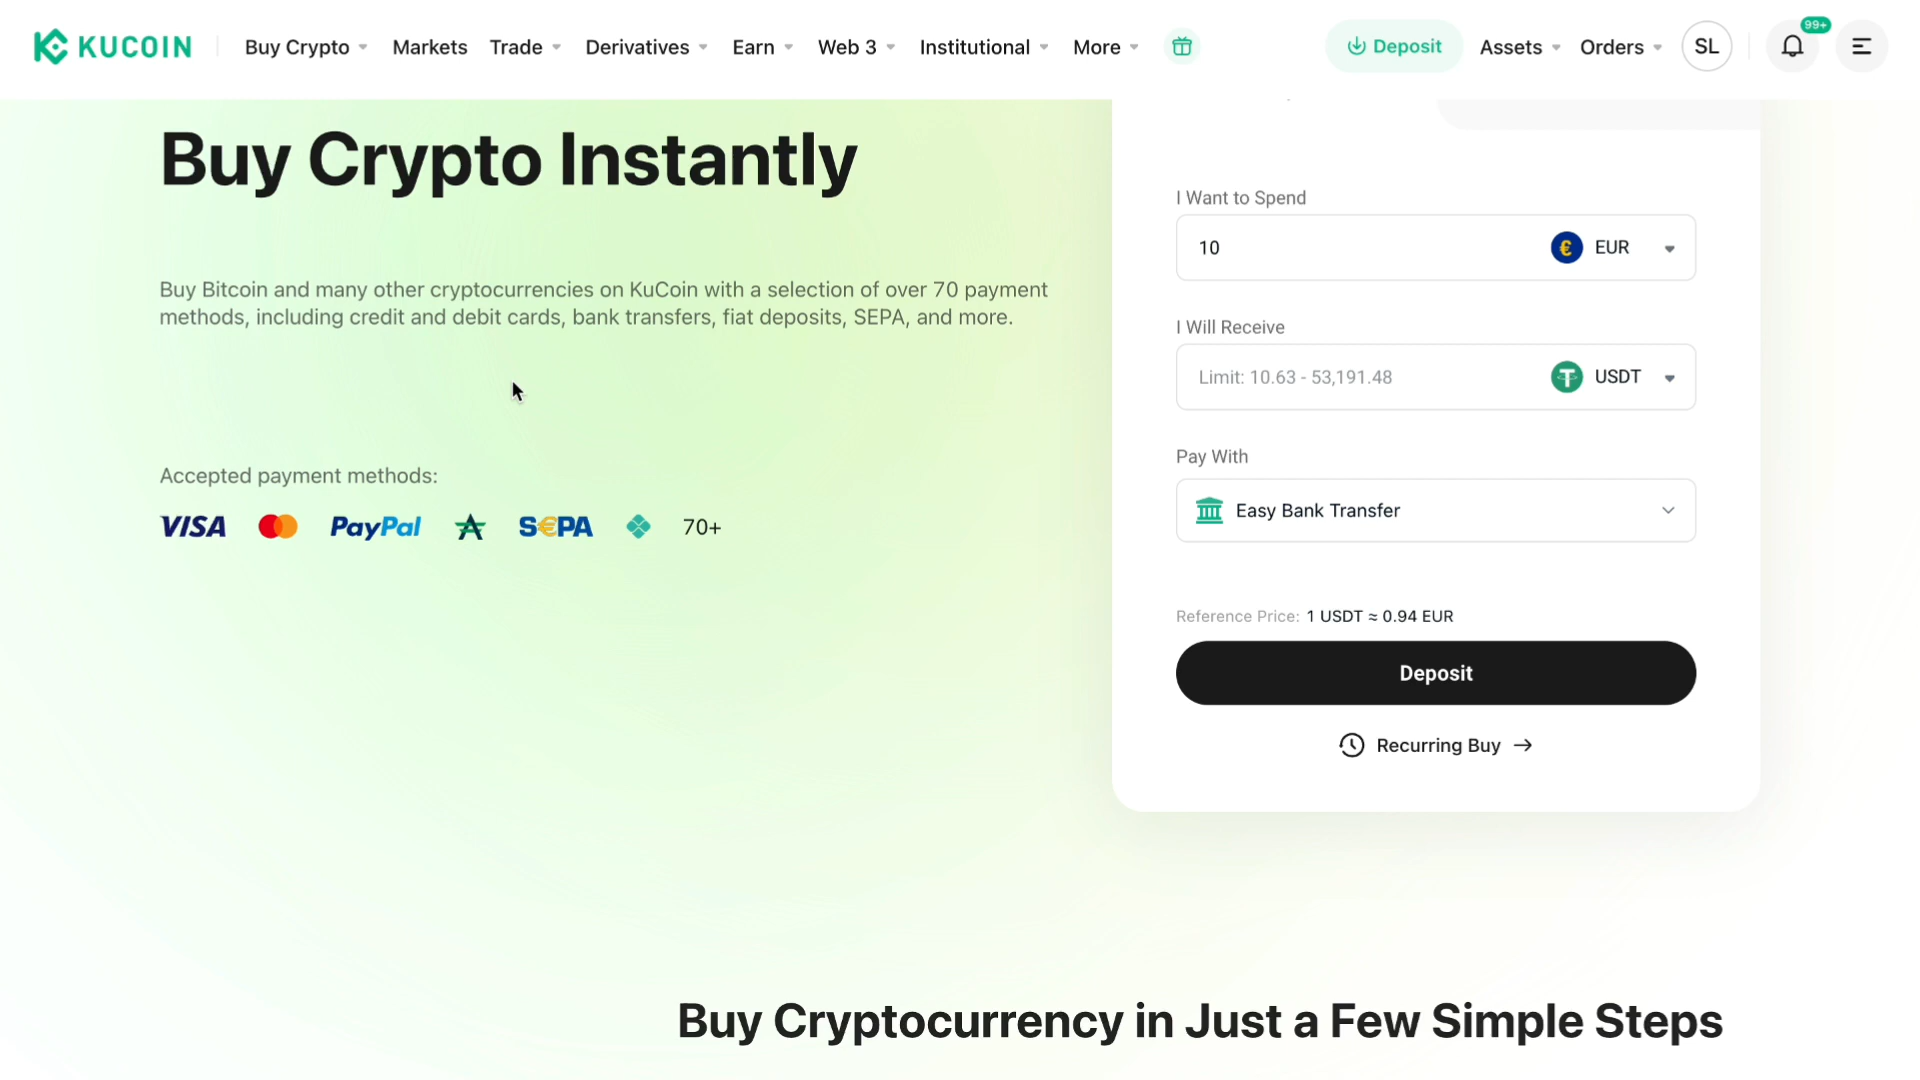 KUCOIN
Buy Crypto
Markets
Trade
Derivatives
Earn
Web 3
Institutional
More
Deposit
Assets
Orders
SL
99+
Buy Crypto Instantly
Buy Bitcoin and many other cryptocurrencies on KuCoin with a selection of over 70 payment
methods, including credit and debit cards, bank transfers, fiat deposits, SEPA, and more.
Accepted payment methods:
VISA
PayPal
S€PA
70+
I Want to Spend
10
€ EUR
I Will Receive
Limit: 10.63 - 53,191.48
USDT
Pay With
Easy Bank Transfer
Reference Price: 1 USDT ≈ 0.94 EUR
Deposit
Recurring Buy →
Buy Cryptocurrency in Just a Few Simple Steps